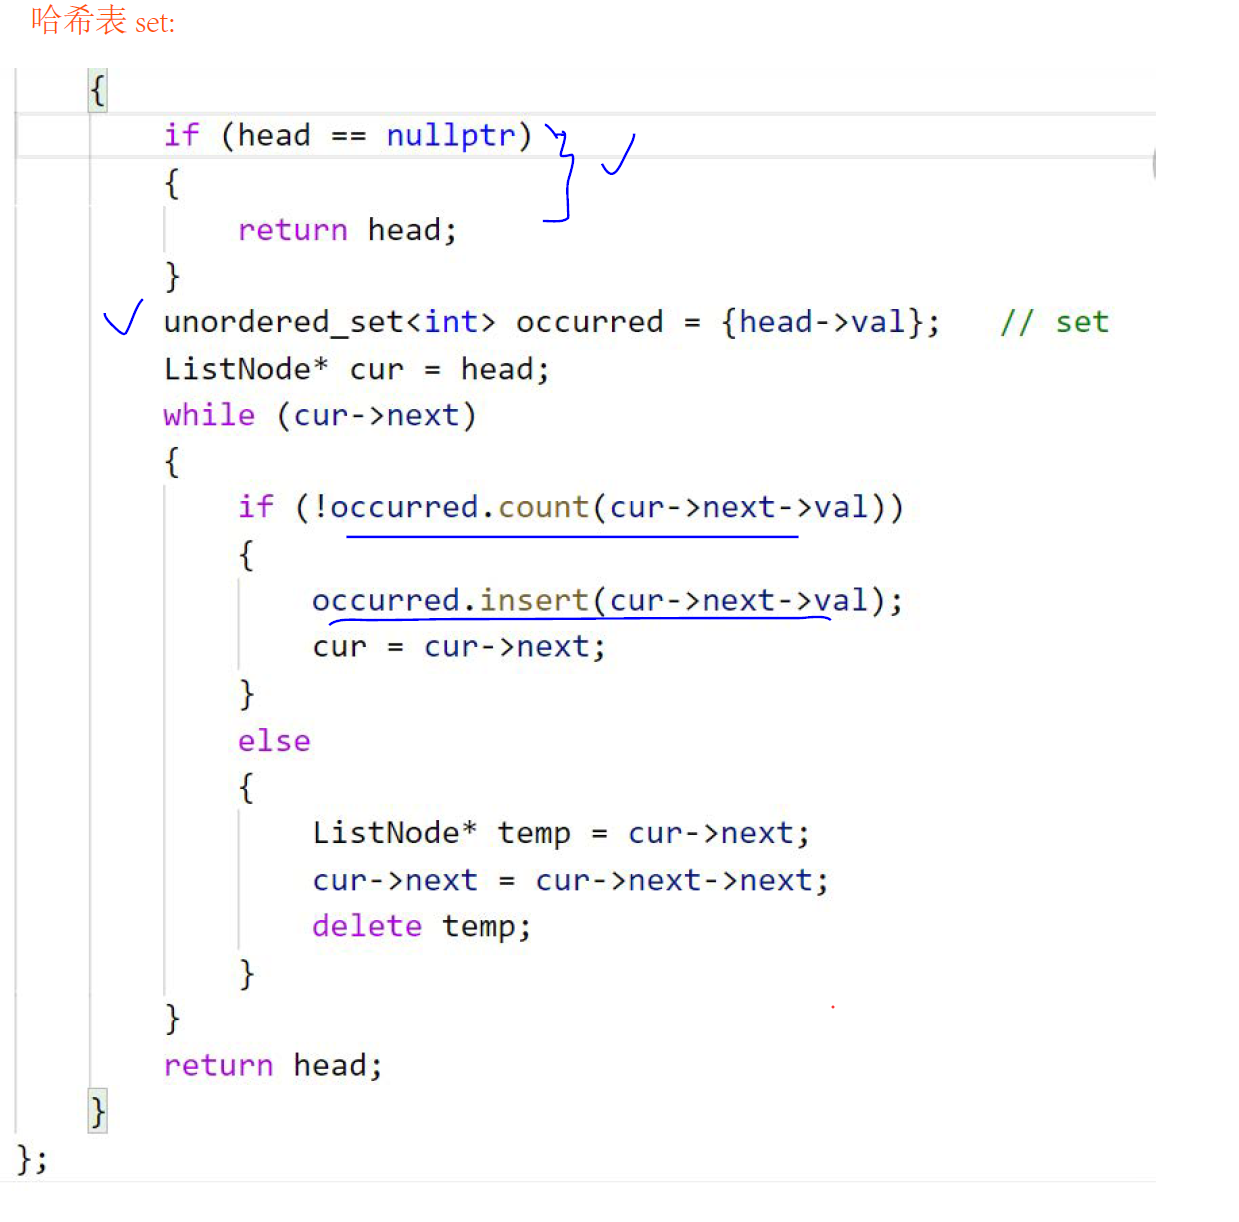 哈希表 set:
{
if (head == nullptr)
{
return head;
}
unordered_set<int> occurred = {head->val};   // set
ListNode* cur = head;
while (cur->next)
{
if (!occurred.count(cur->next->val))
{
occurred.insert(cur->next->val);
cur = cur->next;
}
else
{
ListNode* temp = cur->next;
cur->next = cur->next->next;
delete temp;
}
}
return head;
}
};